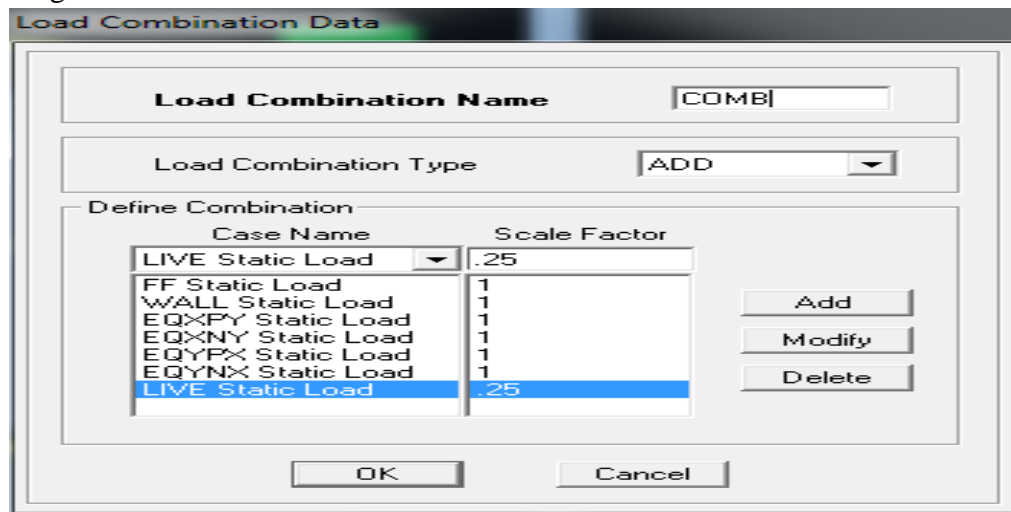 Load Combination Data
Load Combination Name COMB
Load Combination Type ADD
Define Combination
Case Name Scale Factor
LIVE Static Load .25
FF Static Load 1
WALL Static Load 1
EQXPY Static Load 1
EQXNY Static Load 1
EQYPX Static Load 1
EQYNX Static Load 1
LIVE Static Load .25
Add
Modify
Delete
OK Cancel